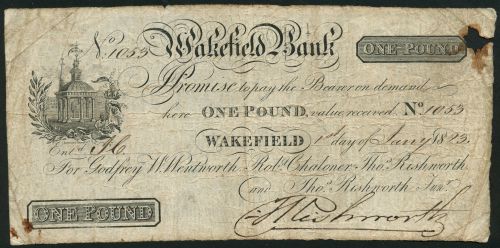 No. 1053 Wakefield Bank ONE-POUND
I Promise to pay the Bearer on demand
here ONE POUND, value received. No. 1053
WAKEFIELD 1st day of Jany 1823.
Entd
For Godfrey W. Wentworth, Robt. Chaloner, Thos. Rishworth,
and Thos. Rishworth Junr.
ONE POUND
T Rishworth